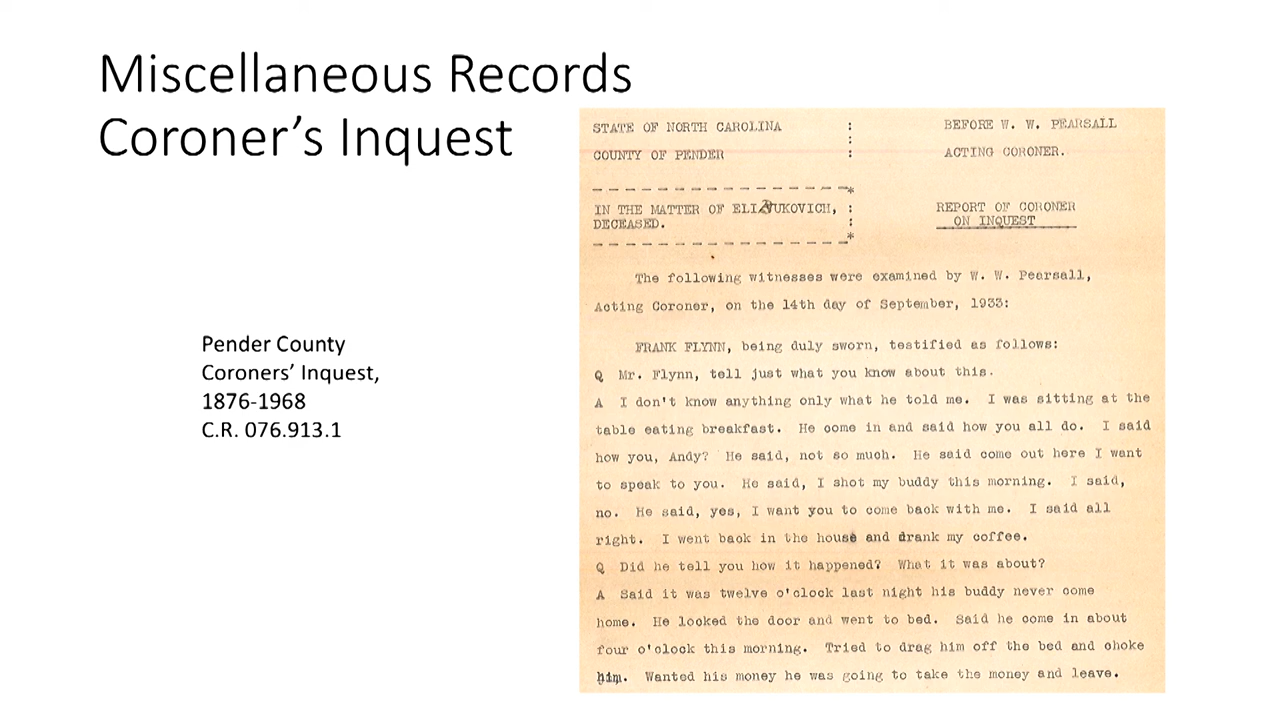 Miscellaneous Records
Coroner’s Inquest
Pender County
Coroners’ Inquest,
1876-1968
C.R. 076.913.1
STATE OF NORTH CAROLINA : BEFORE W. W. PEARSALL
:
COUNTY OF PENDER : ACTING CORONER.
- - - - - - - - - - - - - - - - - -*
IN THE MATTER OF , : REPORT OF CORONER
DECEASED. : ON INQUEST
- - - - - - - - - - - - - - - - - -*
The following witnesses were examined by W. W. Pearsall,
Acting Coroner, on the 14th day of September, 1933:
FRANK FLYNN, being duly sworn, testified as follows:
Q Mr. Flynn, tell just what you know about this.
A I don't know anything only what he told me. I was sitting at the
table eating breakfast. He come in and said how you all do. I said
how you, Andy? He said, not so much. He said come out here I want
to speak to you. He said, I shot my buddy this morning. I said,
no. He said, yes, I want you to come back with me. I said all
right. I went back in the house and drank my coffee.
Q Did he tell you how it happened? What it was about?
A Said it was twelve o'clock last night his buddy never come
home. He locked the door and went to bed. Said he come in about
four o'clock this morning. Tried to drag him off the bed and choke
him. Wanted his money he was going to take the money and leave.